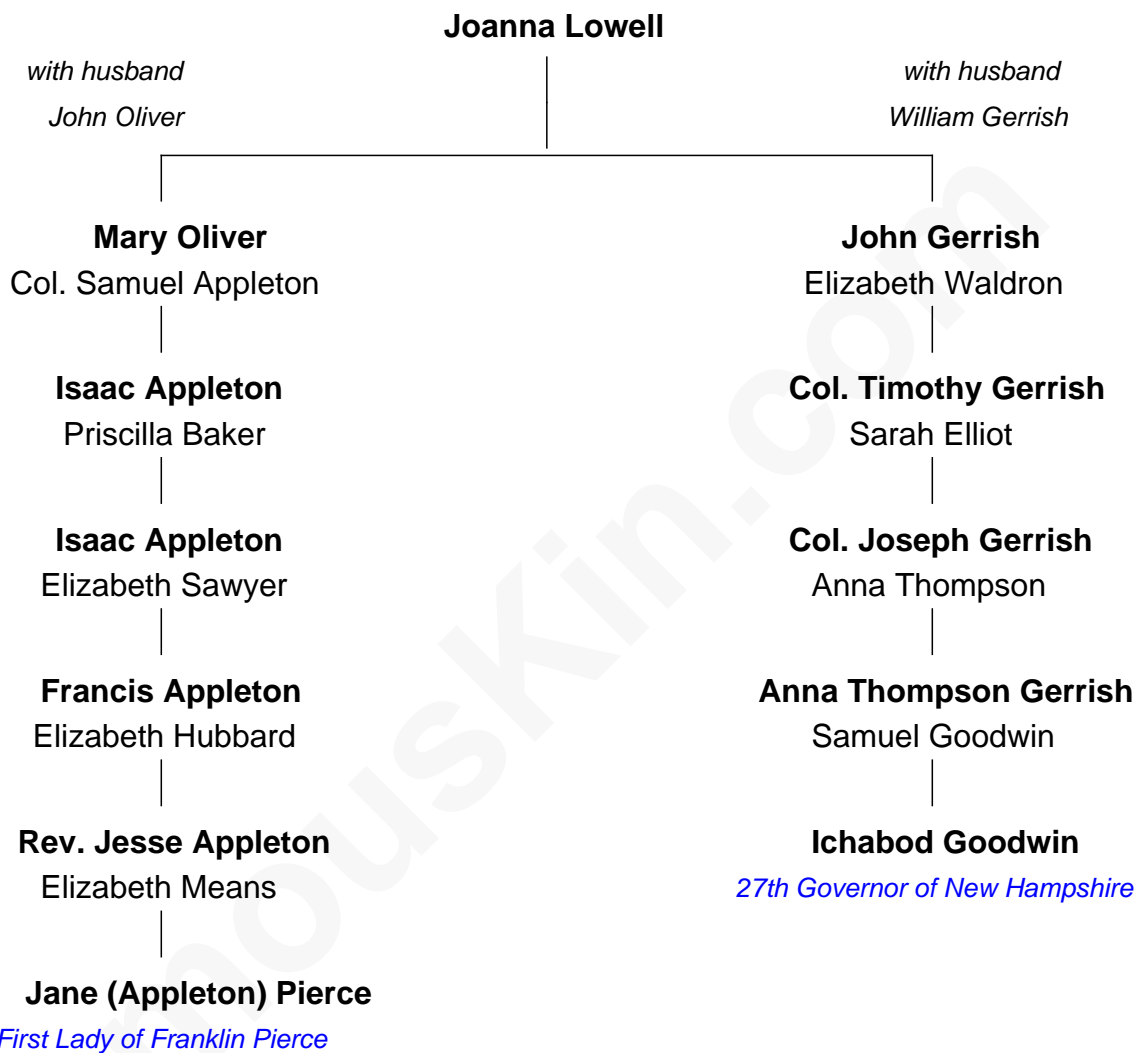 Joanna Lowell
with husband
John Oliver
with husband
William Gerrish
Mary Oliver
Col. Samuel Appleton
John Gerrish
Elizabeth Waldron
Isaac Appleton
Priscilla Baker
Col. Timothy Gerrish
Sarah Elliot
Isaac Appleton
Elizabeth Sawyer
Col. Joseph Gerrish
Anna Thompson
Francis Appleton
Elizabeth Hubbard
Anna Thompson Gerrish
Samuel Goodwin
Rev. Jesse Appleton
Elizabeth Means
Ichabod Goodwin
27th Governor of New Hampshire
Jane (Appleton) Pierce
First Lady of Franklin Pierce
mousKin.com